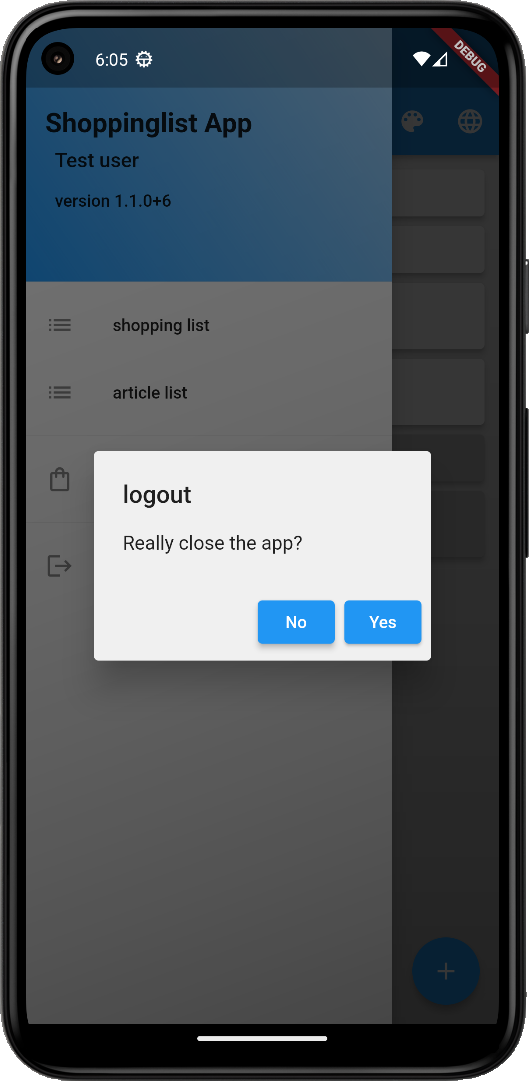 6:05
DEBUG
Shoppinglist App
Test user
version 1.1.0+6
shopping list
article list
logout
Really close the app?
No
Yes